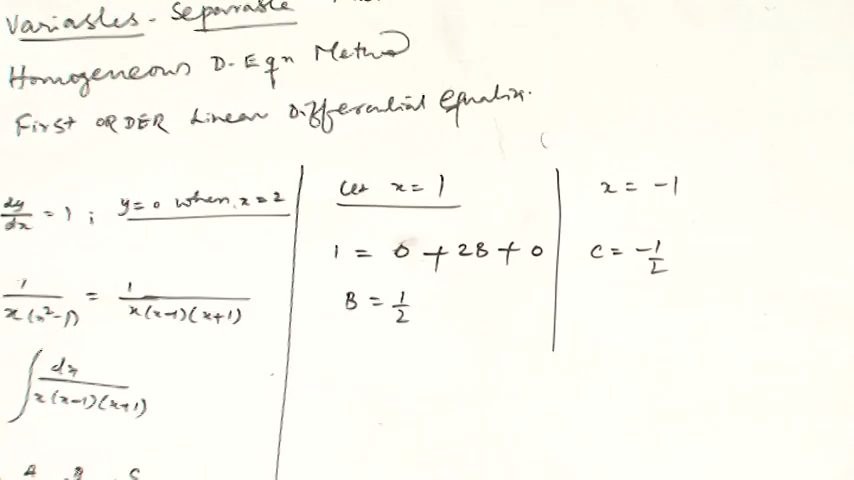 Variables - Separable
Homogeneous D-Eqn Method
First ORDER Linear Differential Equation.
dy/dx = 1 ; y=0 when x=2
1/x(x²-1) = 1/x(x-1)(x+1)
∫ dx/x(x-1)(x+1)
A B C
Let x = 1
1 = 0 + 2B + 0
B = 1/2
x = -1
C = -1/2